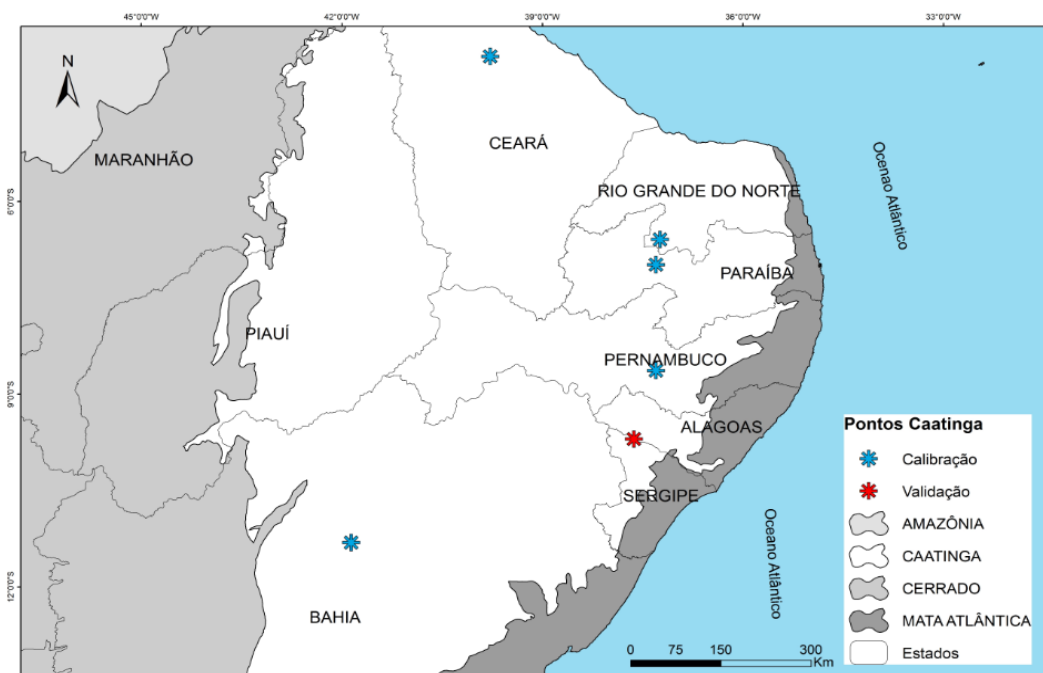 45°0'0"W 42°0'0"W 39°0'0"W 36°0'0"W 33°0'0"W
N
MARANHÃO
CEARÁ
Ocenao Atlântico
RIO GRANDE DO NORTE
6°0'0"S
PARAÍBA
PIAUÍ
PERNAMBUCO
9°0'0"S
ALAGOAS
SERGIPE
Oceano Atlântico
12°0'0"S
BAHIA
Pontos Caatinga
Calibração
Validação
AMAZÔNIA
CAATINGA
CERRADO
MATA ATLÂNTICA
Estados
0 75 150 300
Km